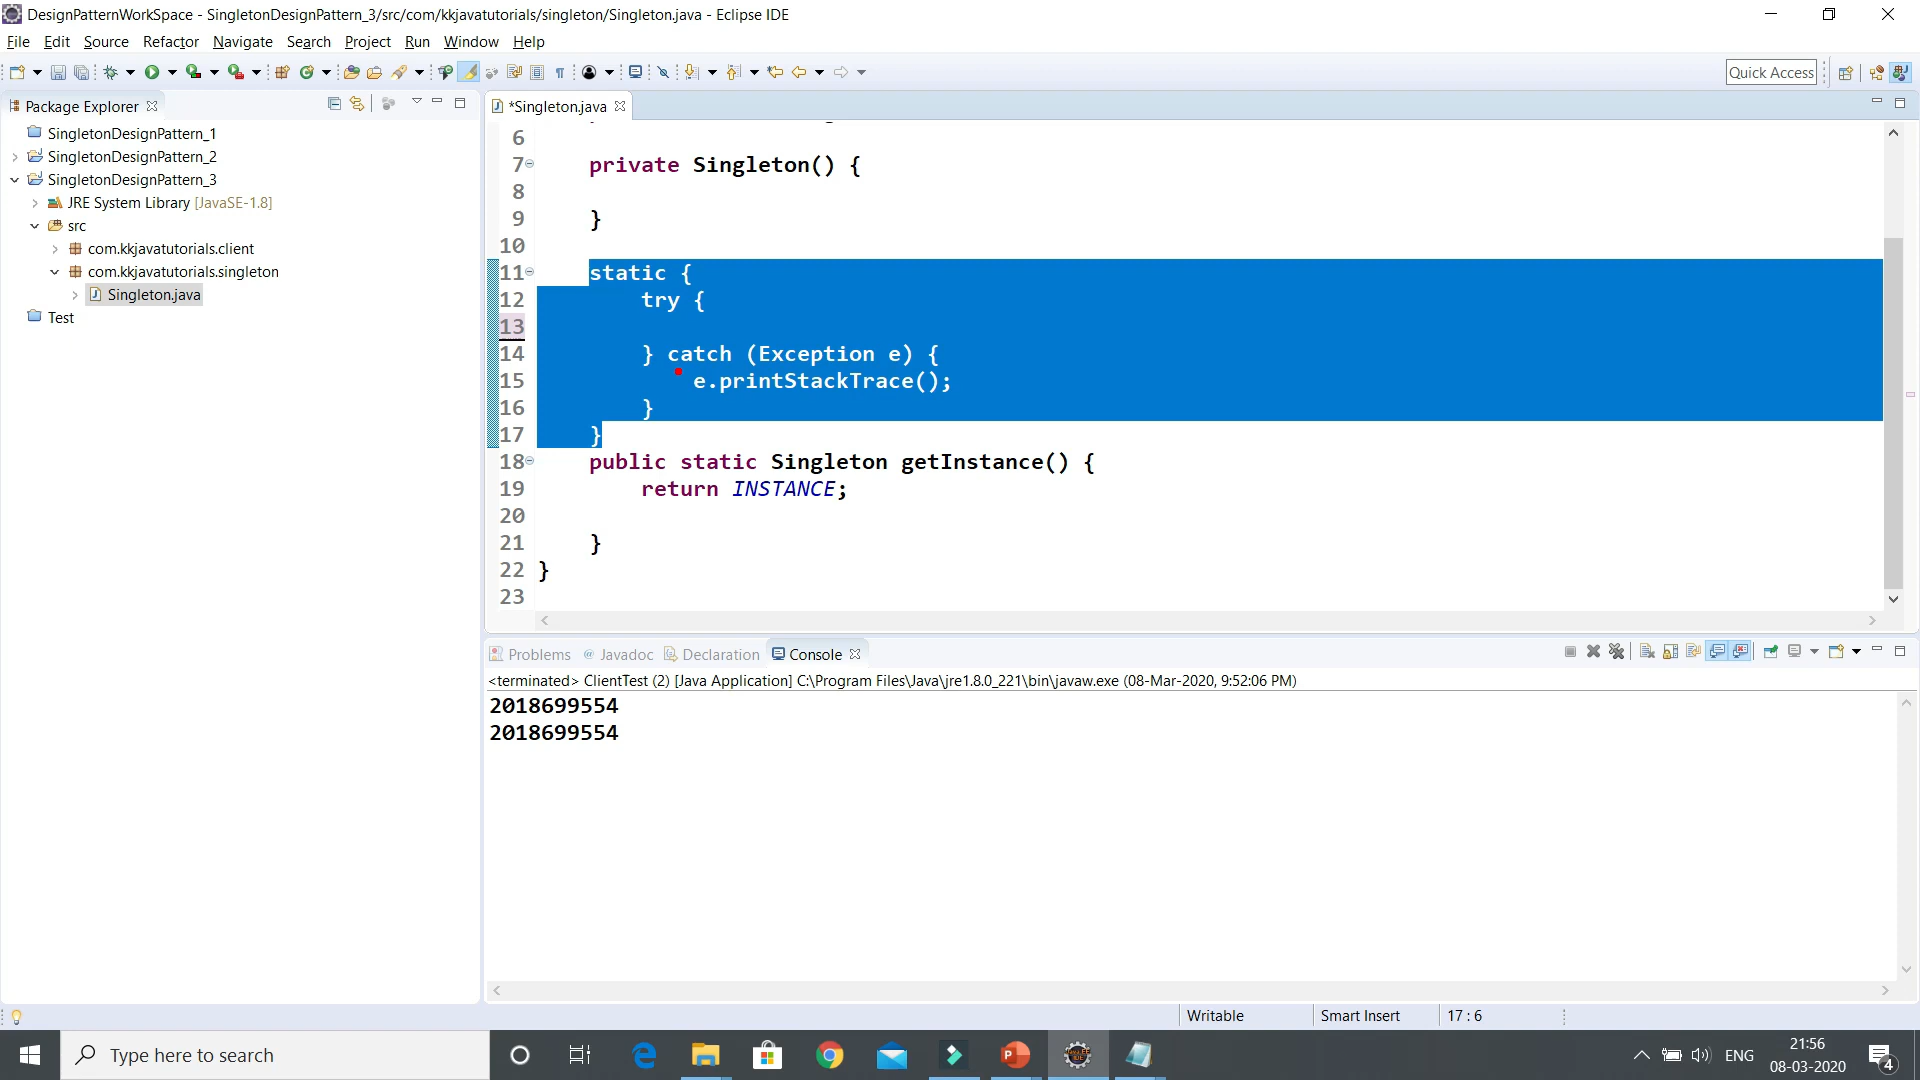 DesignPatternWorkSpace - SingletonDesignPattern_3/src/com/kkjavatutorials/singleton/Singleton.java - Eclipse IDE
File Edit Source Refactor Navigate Search Project Run Window Help
Quick Access
Package Explorer
*Singleton.java
SingletonDesignPattern_1
SingletonDesignPattern_2
SingletonDesignPattern_3
JRE System Library [JavaSE-1.8]
src
com.kkjavatutorials.client
com.kkjavatutorials.singleton
Singleton.java
Test
6
7 private Singleton() {
8
9 }
10
11 static {
12 try {
13
14 } catch (Exception e) {
15 e.printStackTrace();
16 }
17 }
18 public static Singleton getInstance() {
19 return INSTANCE;
20
21 }
22 }
23
Problems Javadoc Declaration Console
<terminated> ClientTest (2) [Java Application] C:\Program Files\Java\jre1.8.0_221\bin\javaw.exe (08-Mar-2020, 9:52:06 PM)
2018699554
2018699554
Writable Smart Insert 17 : 6
Type here to search
ENG
21:56
08-03-2020
4